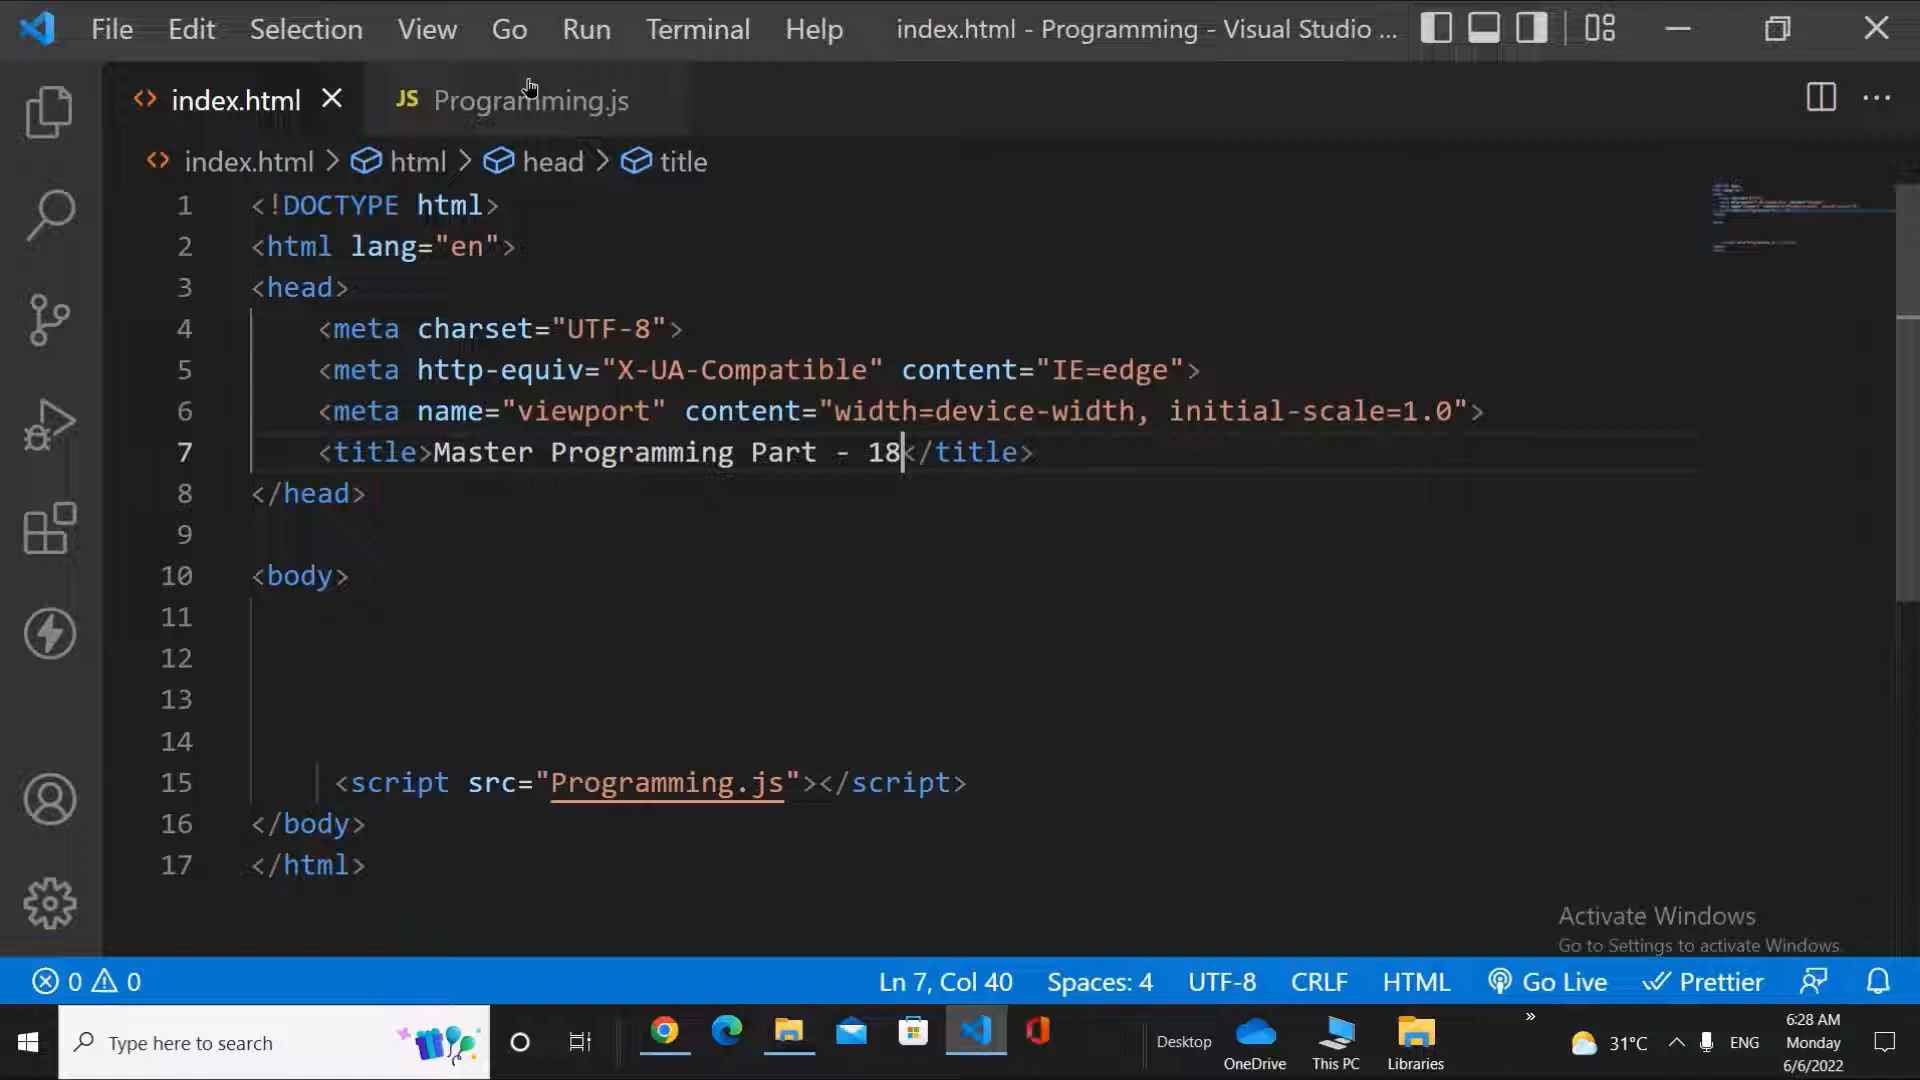 File Edit Selection View Go Run Terminal Help index.html - Programming - Visual Studio ...
index.html JS Programming.js ...
index.html > html > head > title
1 <!DOCTYPE html>
2 <html lang="en">
3 <head>
4 <meta charset="UTF-8">
5 <meta http-equiv="X-UA-Compatible" content="IE=edge">
6 <meta name="viewport" content="width=device-width, initial-scale=1.0">
7 <title>Master Programming Part - 18</title>
8 </head>
9
10 <body>
11
12
13
14
15 <script src="Programming.js"></script>
16 </body>
17 </html>
Activate Windows
Go to Settings to activate Windows.
0 0 Ln 7, Col 40 Spaces: 4 UTF-8 CRLF HTML Go Live Prettier
Type here to search
Desktop
OneDrive
This PC
Libraries
»
31°C
ENG
6:28 AM
Monday
6/6/2022